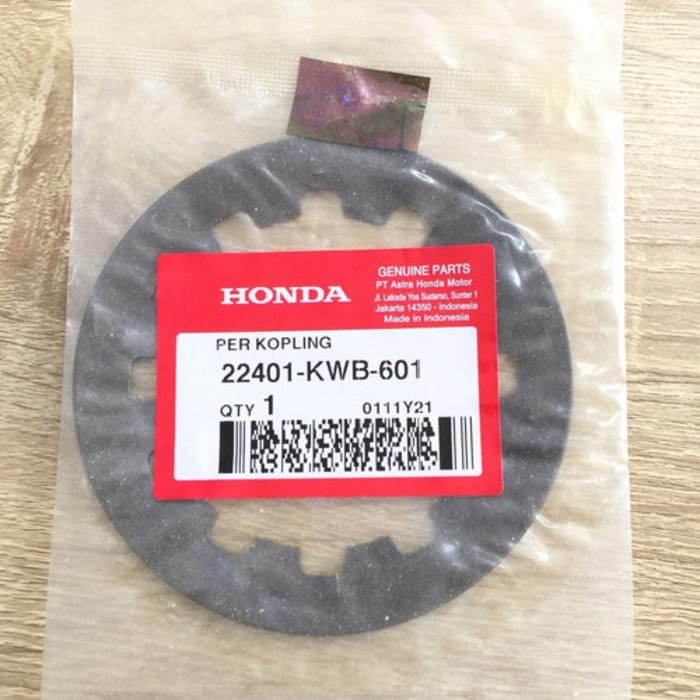 HONDA
GENUINE PARTS
PT Astra Honda Motor
Jl. Laksda Yos Sudarso, Sunter 1
Jakarta 14350 - Indonesia
Made in Indonesia
PER KOPLING
22401-KWB-601
QTY 1 0111Y21